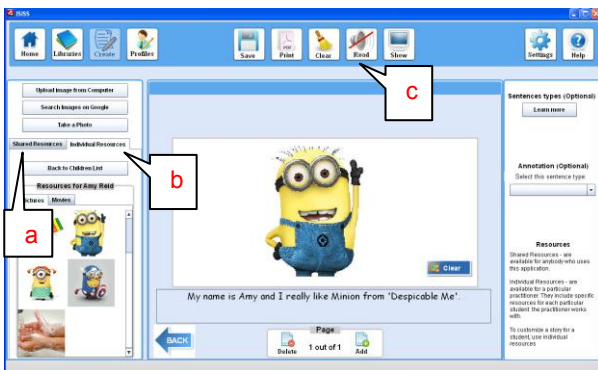 ISISS
Home Libraries Create Profiles Save Print Clear Read Show Settings Help
c
Upload image from Computer
Search Images on Google
Take a Photo
Shared Resources Individual Resources
Back to Children List
Resources for Amy Reid
ictures Movies
a
b
Clear
My name is Amy and I really like Minion from "Despicable Me".
BACK
Page
Delete 1 out of 1 Add
Sentences types (Optional)
Learn more
Annotation (Optional)
Select this sentence type
Resources
Shared Resources - are
available for anybody who uses
this application.
Individual Resources - are
available for a particular
practitioner. They include specific
resources for each particular
student the practitioner works
with.
To customize a story for a
student, use individual
resources